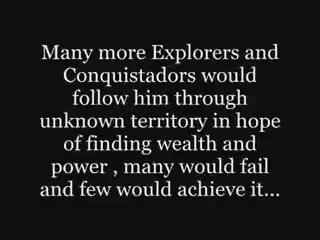 Many more Explorers and
Conquistadors would
follow him through
unknown territory in hope
of finding wealth and
power , many would fail
and few would achieve it...